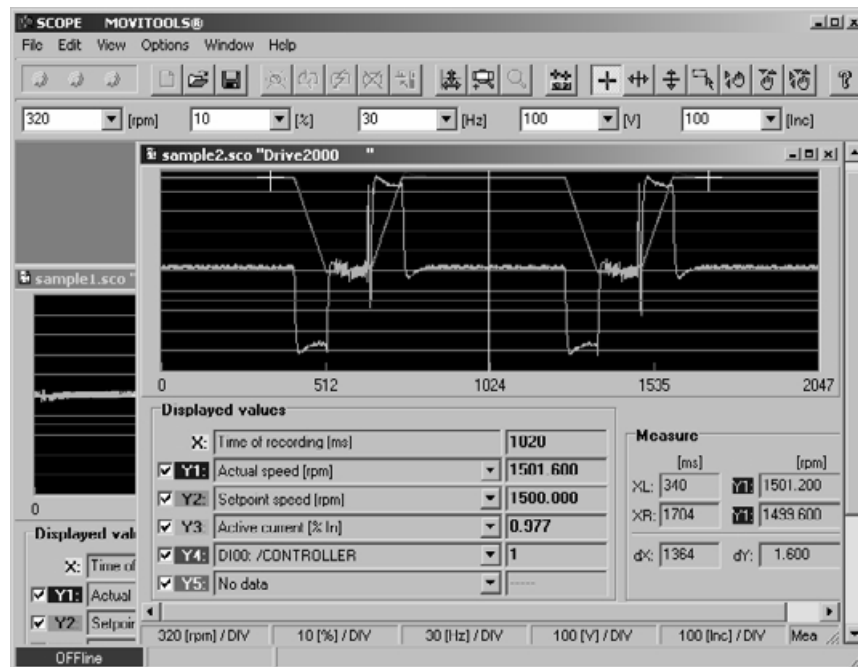 SCOPE MOVITOOLS®
File Edit View Options Window Help
320 [rpm] 10 [%] 30 [Hz] 100 [V] 100 [Inc]
sample2.sco "Drive2000 "
sample1.sco "
0 512 1024 1535 2047
0
Displayed values
X: Time of recording [ms] 1020
Y1: Actual speed [rpm] 1501.600
Y2: Setpoint speed [rpm] 1500.000
Y3: Active current [% In] 0.977
Y4: DI00: /CONTROLLER 1
Y5: No data -----
Measure
[ms] [rpm]
XL: 340 Y1: 1501.200
XR: 1704 Y1: 1499.600
dX: 1364 dY: 1.600
Displayed val
X: Time of
Y1: Actual
Y2: Setpoir
320 [rpm] / DIV 10 [%] / DIV 30 [Hz] / DIV 100 [V] / DIV 100 [Inc] / DIV Mea
OFFline